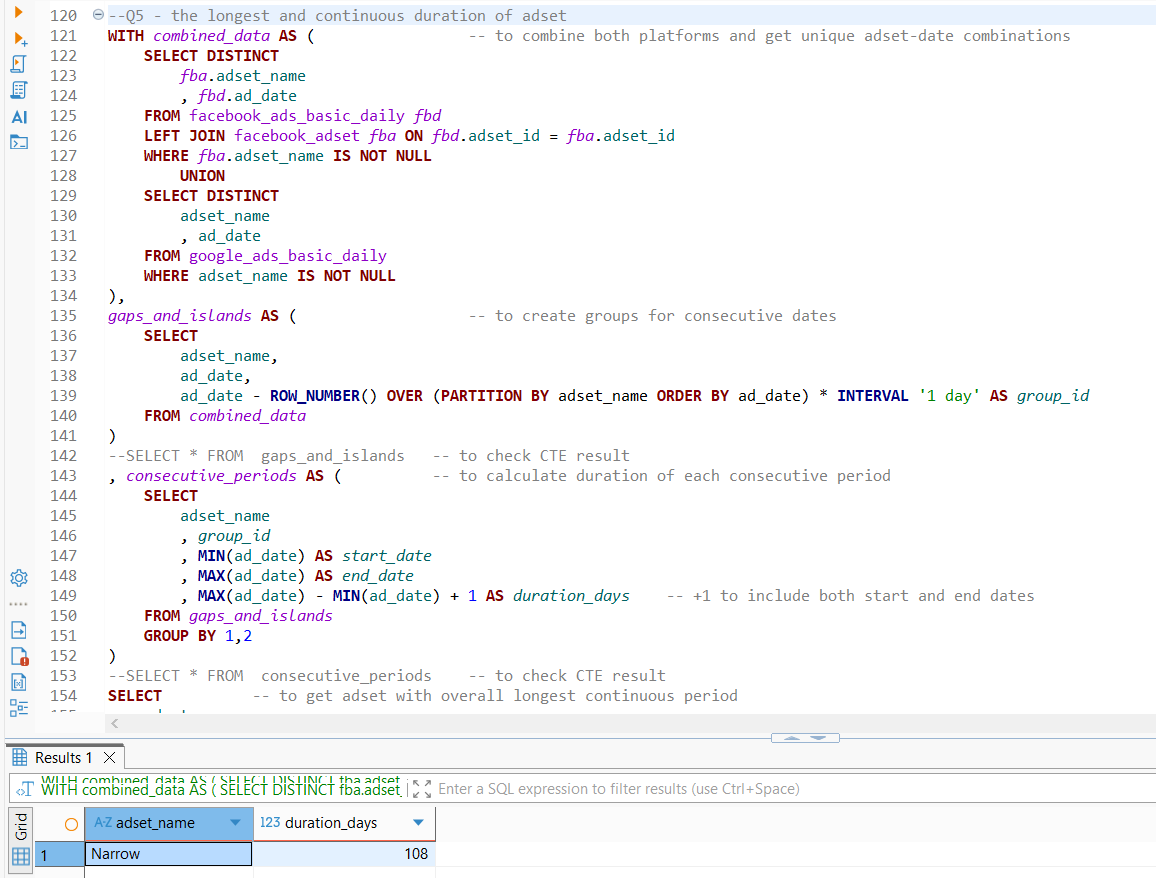 120 --Q5 - the longest and continuous duration of adset
121 WITH combined_data AS ( -- to combine both platforms and get unique adset-date combinations
122 SELECT DISTINCT
123 fba.adset_name
124 , fbd.ad_date
125 FROM facebook_ads_basic_daily fbd
126 LEFT JOIN facebook_adset fba ON fbd.adset_id = fba.adset_id
127 WHERE fba.adset_name IS NOT NULL
128 UNION
129 SELECT DISTINCT
130 adset_name
131 , ad_date
132 FROM google_ads_basic_daily
133 WHERE adset_name IS NOT NULL
134 ),
135 gaps_and_islands AS ( -- to create groups for consecutive dates
136 SELECT
137 adset_name,
138 ad_date,
139 ad_date - ROW_NUMBER() OVER (PARTITION BY adset_name ORDER BY ad_date) * INTERVAL '1 day' AS group_id
140 FROM combined_data
141 )
142 --SELECT * FROM gaps_and_islands -- to check CTE result
143 , consecutive_periods AS ( -- to calculate duration of each consecutive period
144 SELECT
145 adset_name
146 , group_id
147 , MIN(ad_date) AS start_date
148 , MAX(ad_date) AS end_date
149 , MAX(ad_date) - MIN(ad_date) + 1 AS duration_days -- +1 to include both start and end dates
150 FROM gaps_and_islands
151 GROUP BY 1,2
152 )
153 --SELECT * FROM consecutive_periods -- to check CTE result
154 SELECT -- to get adset with overall longest continuous period
AI
Results 1
WITH combined_data AS ( SELECT DISTINCT fba.adset_
Enter a SQL expression to filter results (use Ctrl+Space)
Grid
A-Z adset_name 123 duration_days
1 Narrow 108